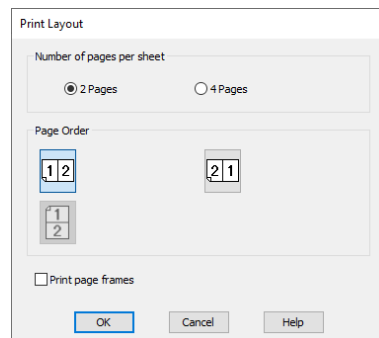 Print Layout
Number of pages per sheet
2 Pages
4 Pages
Page Order
1 2
2 1
1
2
Print page frames
OK
Cancel
Help